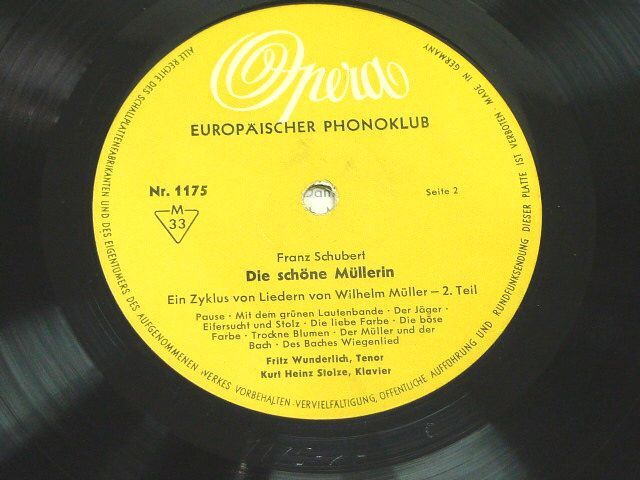 Opera
EUROPÄISCHER PHONOKLUB
Nr. 1175
Seite 2
M
33
Franz Schubert
Die schöne Müllerin
Ein Zyklus von Liedern von Wilhelm Müller – 2. Teil
Pause · Mit dem grünen Lautenbande · Der Jäger ·
Eifersucht und Stolz · Die liebe Farbe · Die böse
Farbe · Trockne Blumen · Der Müller und der
Bach · Des Baches Wiegenlied
Fritz Wunderlich, Tenor
Kurt Heinz Stolze, Klavier
ALLE RECHTE DES SCHALLPLATTENFABRIKANTEN UND DES EIGENTÜMERS DES AUFGENOMMENEN WERKES VORBEHALTEN · VERVIELFÄLTIGUNG, ÖFFENTLICHE AUFFÜHRUNG UND RUNDFUNKSENDUNG DIESER PLATTE IST VERBOTEN · MADE IN GERMANY